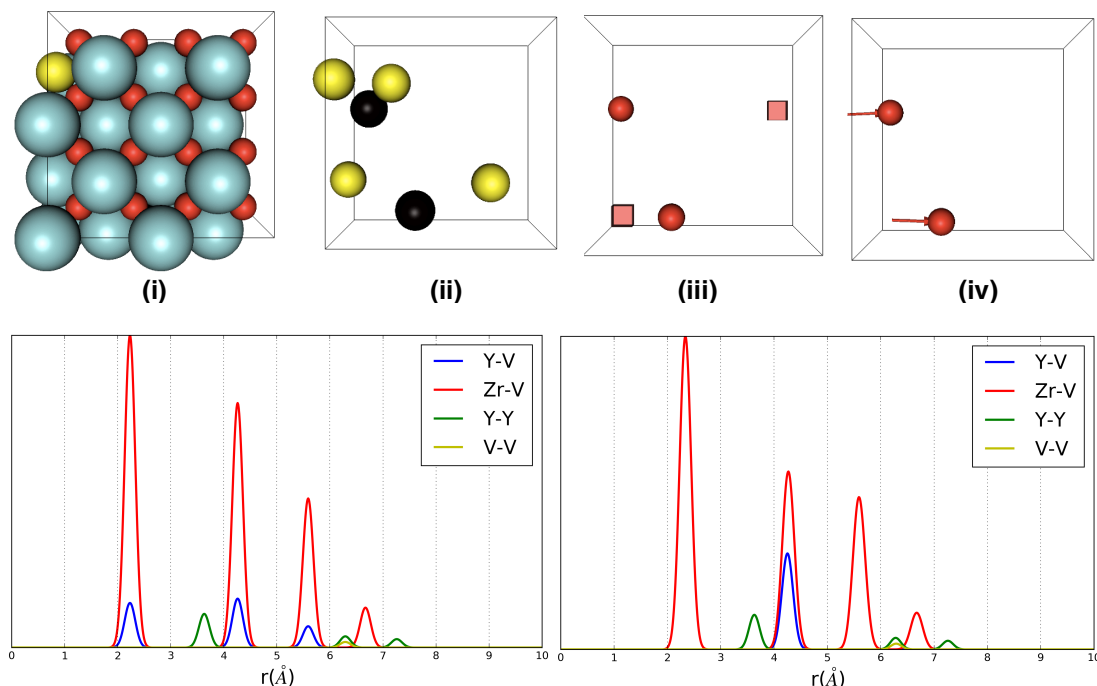 (i) (ii) (iii) (iv)
Y-V
Zr-V
Y-Y
V-V
0 1 2 3 4 5 6 7 8 9 10
r(Å)
Y-V
Zr-V
Y-Y
V-V
0 1 2 3 4 5 6 7 8 9 10
r(Å)